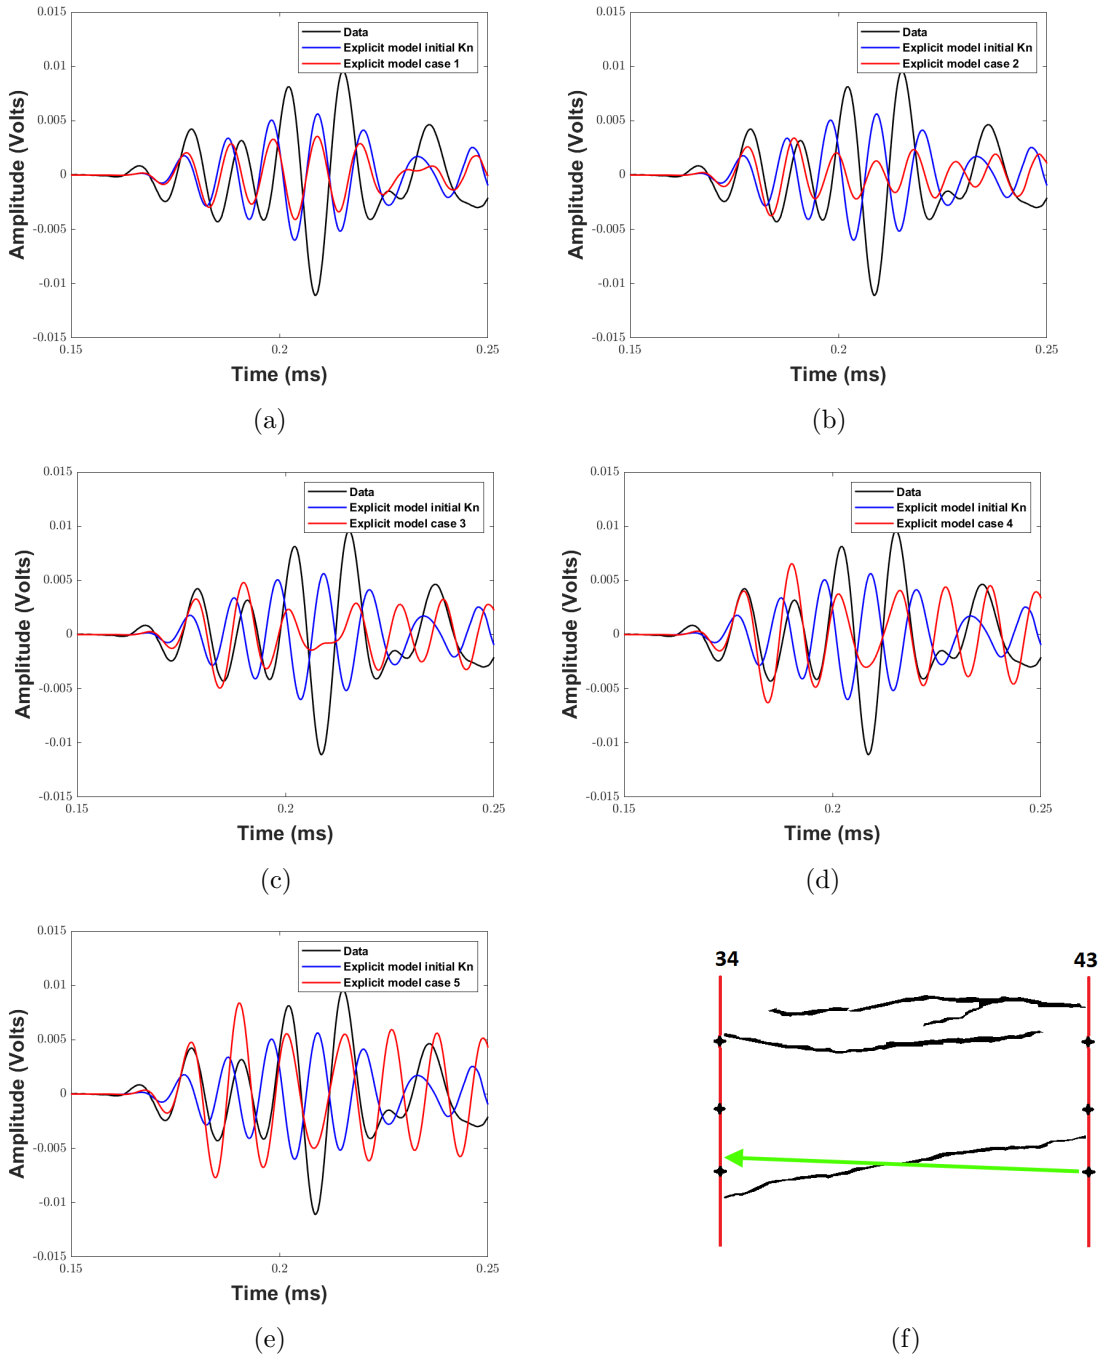 0.015
0.01
0.005
0
-0.005
-0.01
-0.015
Amplitude (Volts)
Data
Explicit model initial Kn
Explicit model case 1
0.15
0.2
0.25
Time (ms)
(a)
0.015
0.01
0.005
0
-0.005
-0.01
-0.015
Amplitude (Volts)
Data
Explicit model initial Kn
Explicit model case 2
0.15
0.2
0.25
Time (ms)
(b)
0.015
0.01
0.005
0
-0.005
-0.01
-0.015
Amplitude (Volts)
Data
Explicit model initial Kn
Explicit model case 3
0.15
0.2
0.25
Time (ms)
(c)
0.015
0.01
0.005
0
-0.005
-0.01
-0.015
Amplitude (Volts)
Data
Explicit model initial Kn
Explicit model case 4
0.15
0.2
0.25
Time (ms)
(d)
0.015
0.01
0.005
0
-0.005
-0.01
-0.015
Amplitude (Volts)
Data
Explicit model initial Kn
Explicit model case 5
0.15
0.2
0.25
Time (ms)
(e)
34
43
(f)